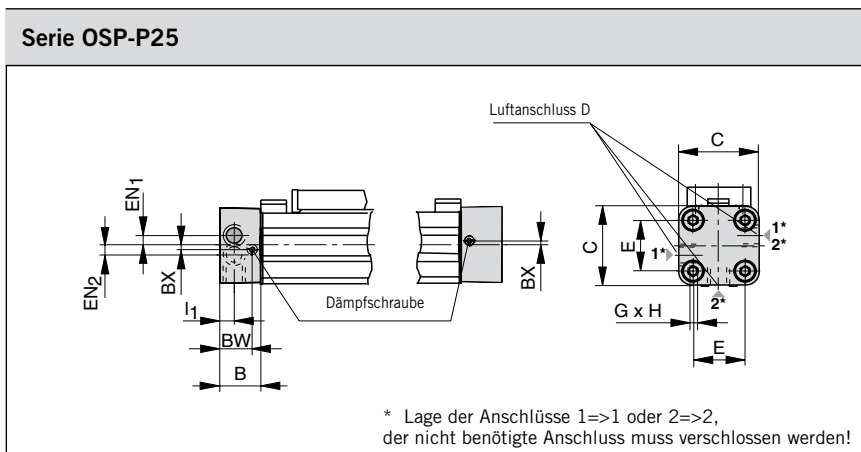 Serie OSP-P25
Luftanschluss D
C
EN1
EN2
BX
C
E
1*
1*
2*
BX
Dämpfschraube
2*
I1
G x H
BW
E
B
* Lage der Anschlüsse 1=>1 oder 2=>2,
der nicht benötigte Anschluss muss verschlossen werden!